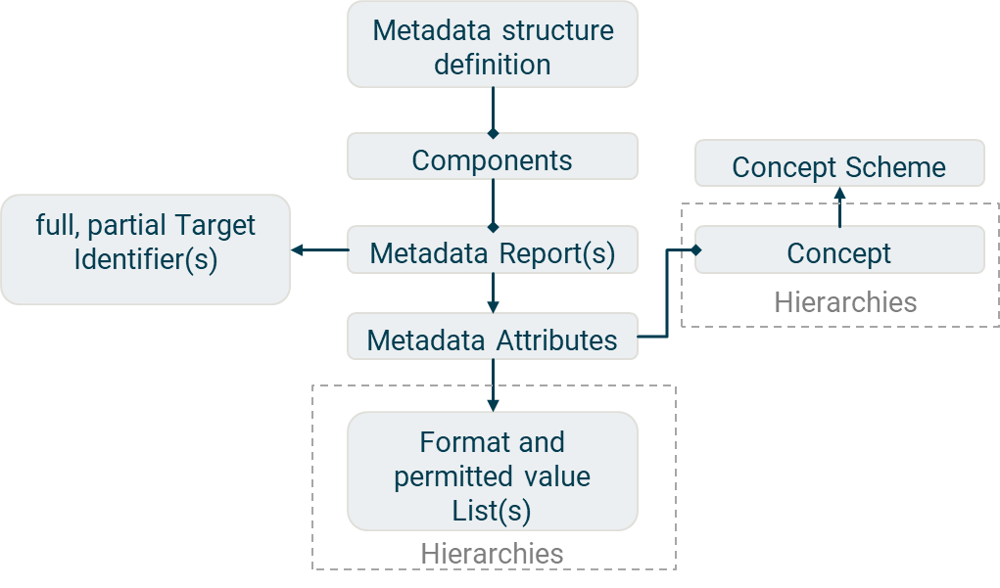 Metadata structure
definition
Components
Concept Scheme
full, partial Target
Identifier(s)
Metadata Report(s)
Concept
Hierarchies
Metadata Attributes
Format and
permitted value
List(s)
Hierarchies